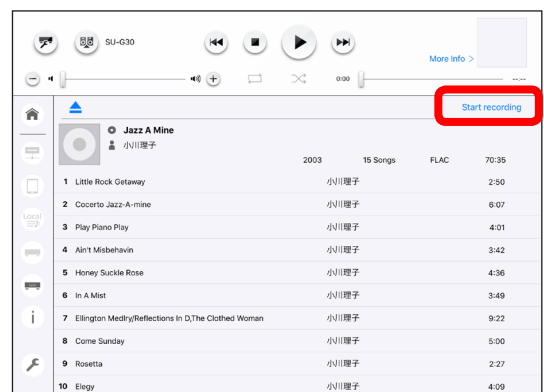 SU-G30
More Info >
0:00
--:--
Start recording
Jazz A Mine
小川理子
2003 15 Songs FLAC 70:35
1 Little Rock Getaway 小川理子 2:50
2 Cocerto Jazz-A-mine 小川理子 6:07
3 Play Piano Play 小川理子 4:01
Local
4 Ain't Misbehavin 小川理子 3:42
5 Honey Suckle Rose 小川理子 4:36
6 In A Mist 小川理子 3:49
7 Ellington Medlry/Reflections In D,The Clothed Woman 小川理子 9:22
8 Come Sunday 小川理子 5:00
9 Rosetta 小川理子 2:27
10 Elegy 小川理子 4:09